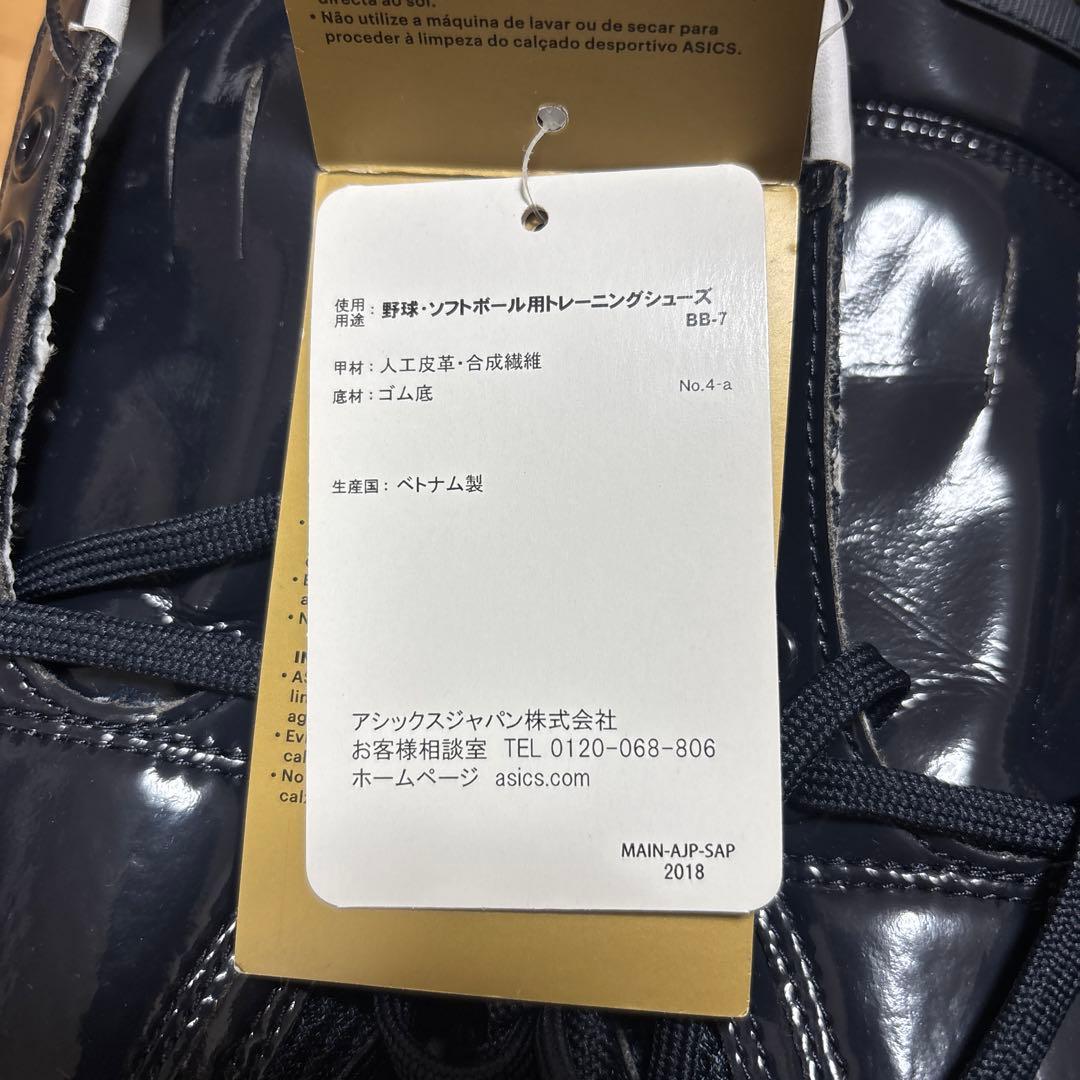 directa ao sol.
• Não utilize a máquina de lavar ou de secar para
proceder à limpeza do calçado desportivo ASICS.
使用用途：野球・ソフトボール用トレーニングシューズ
BB-7
甲材：人工皮革・合成繊維
底材：ゴム底
No.4-a
生産国：ベトナム製
アシックスジャパン株式会社
お客様相談室 TEL 0120-068-806
ホームページ asics.com
MAIN-AJP-SAP
2018